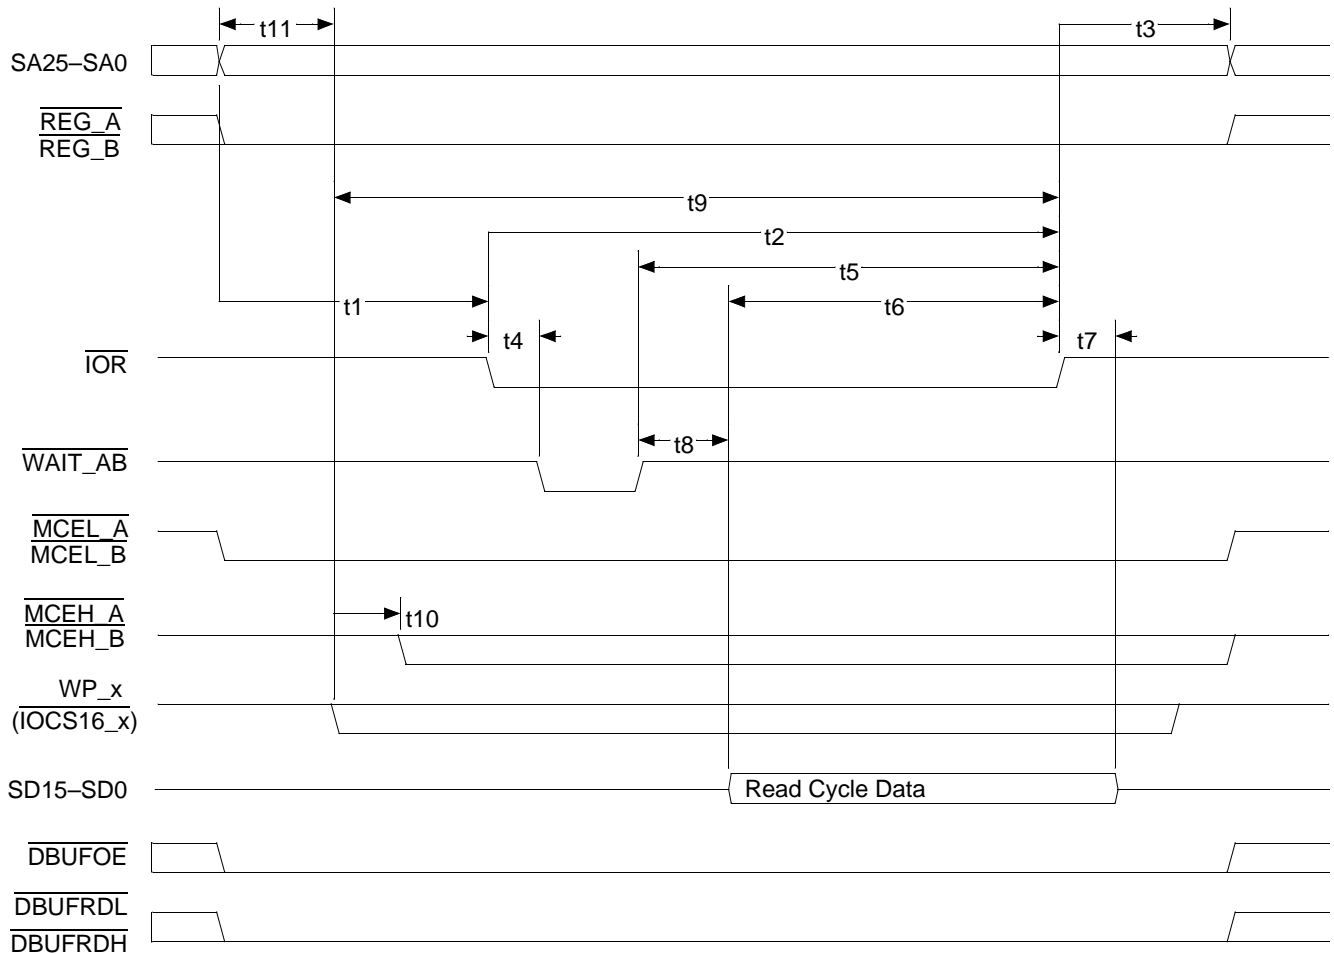 t11
t3
SA25–SA0
REG_A
REG_B
t9
t2
t5
t1
t6
t4
t7
IOR
t8
WAIT_AB
MCEL_A
MCEL_B
MCEH_A
t10
MCEH_B
WP_x
(IOCS16_x)
SD15–SD0
Read Cycle Data
DBUFOE
DBUFRDL
DBUFRDH